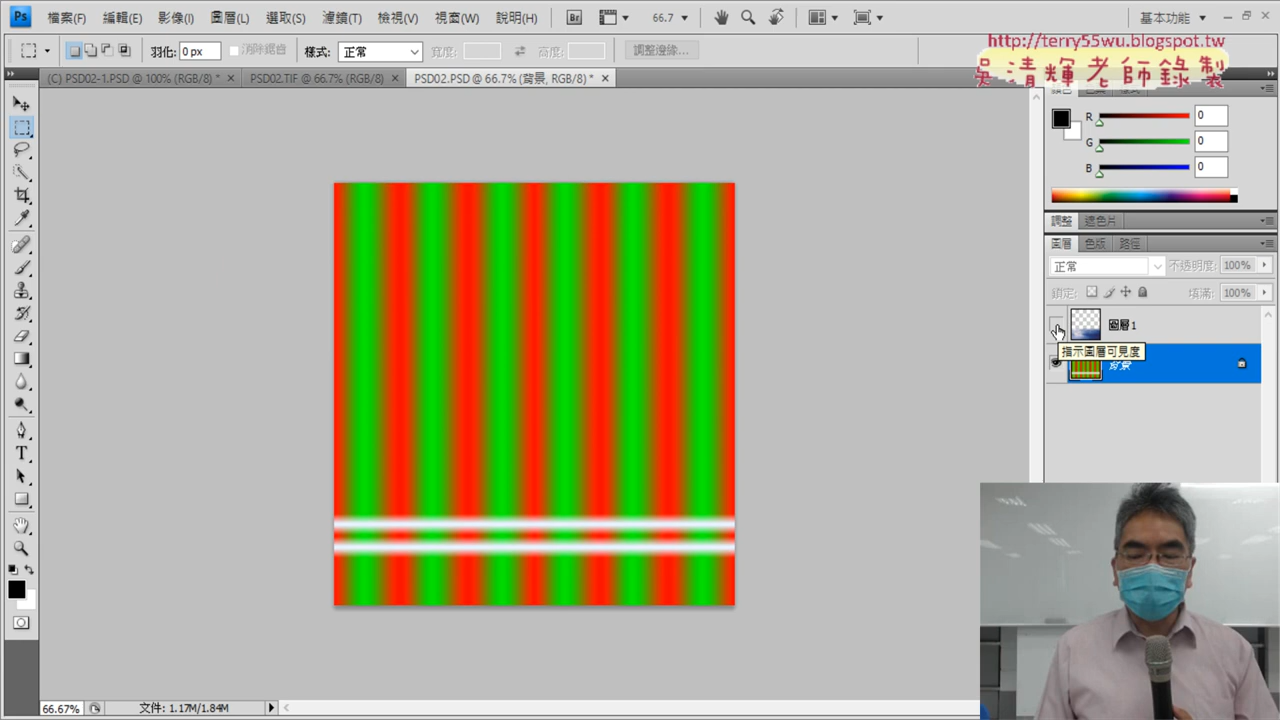 Ps 檔案(F) 編輯(E) 影像(I) 圖層(L) 選取(S) 濾鏡(T) 檢視(V) 視窗(W) 說明(H) Br 66.7 基本功能
羽化: 0 px 消除鋸齒 樣式: 正常 寬度: 高度: 調整邊緣...
http://terry55wu.blogspot.tw
吳清輝老師錄製
(C) PSD02-1.PSD @ 100% (RGB/8) * × PSD02.TIF @ 66.7% (RGB/8) × PSD02.PSD @ 66.7% (背景, RGB/8) * ×
R 0
G 0
B 0
調整 遮色片
圖層 色版 路徑
正常 不透明度: 100%
鎖定: 填滿: 100%
圖層 1
指示圖層可見度
背景
T
66.67% 文件: 1.17M/1.84M